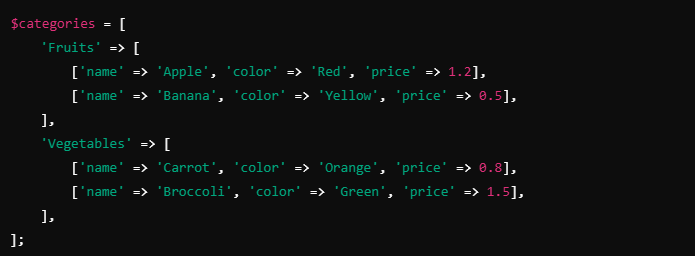 $categories = [
    'Fruits' => [
        ['name' => 'Apple', 'color' => 'Red', 'price' => 1.2],
        ['name' => 'Banana', 'color' => 'Yellow', 'price' => 0.5],
    ],
    'Vegetables' => [
        ['name' => 'Carrot', 'color' => 'Orange', 'price' => 0.8],
        ['name' => 'Broccoli', 'color' => 'Green', 'price' => 1.5],
    ],
];